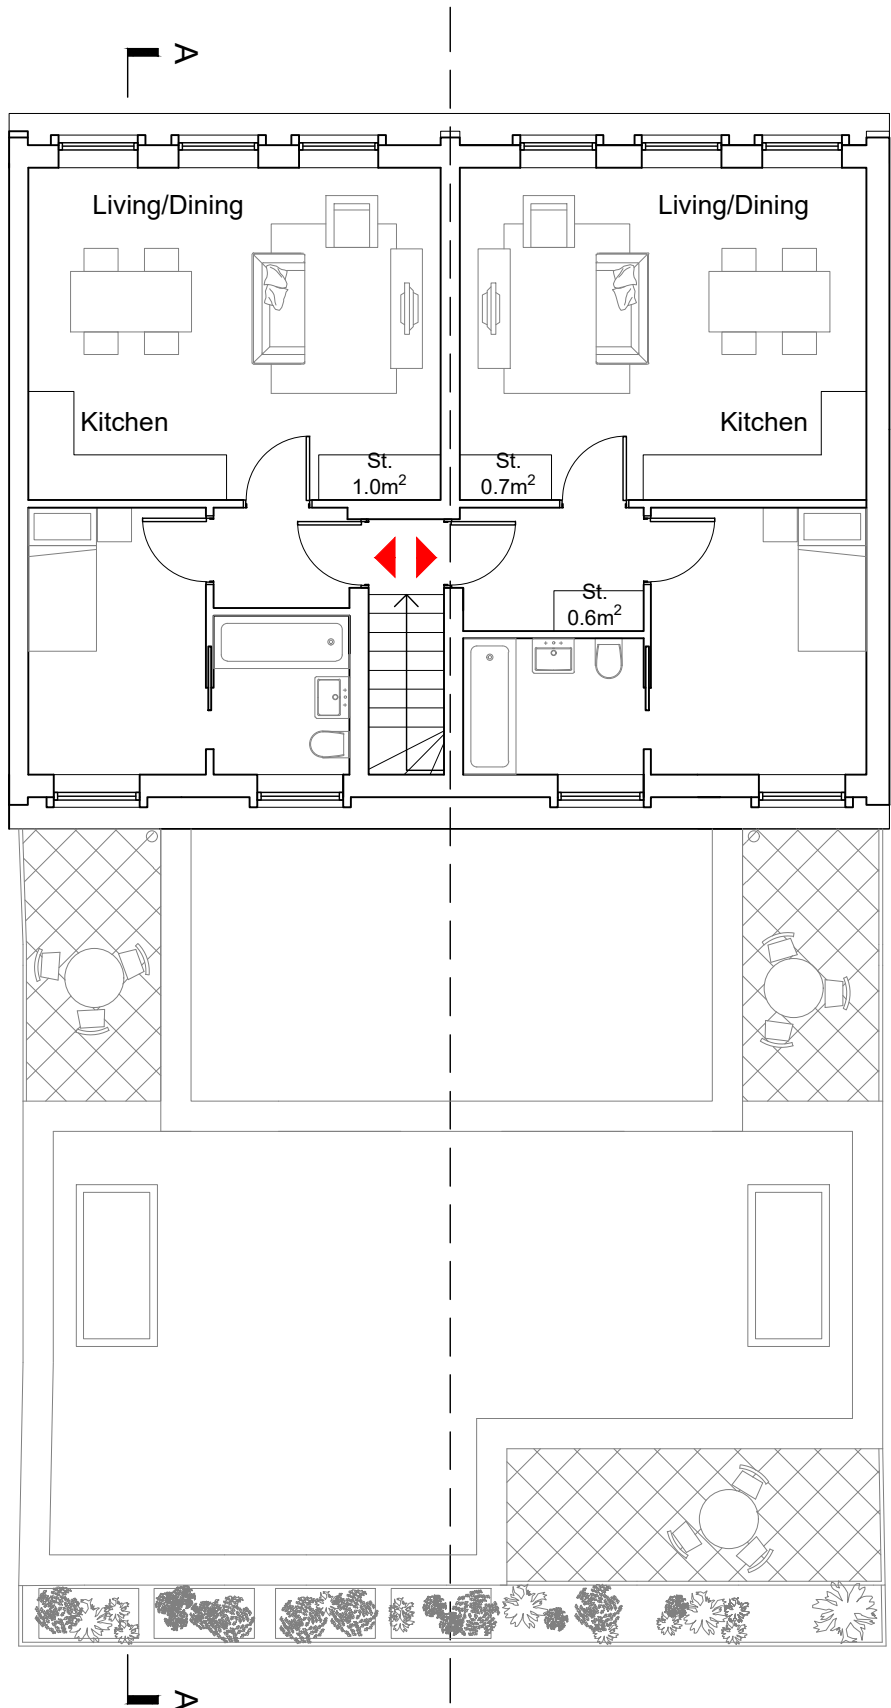 A
Living/Dining
Living/Dining
Kitchen
Kitchen
St.
1.0m²
St.
0.7m²
St.
0.6m²
A